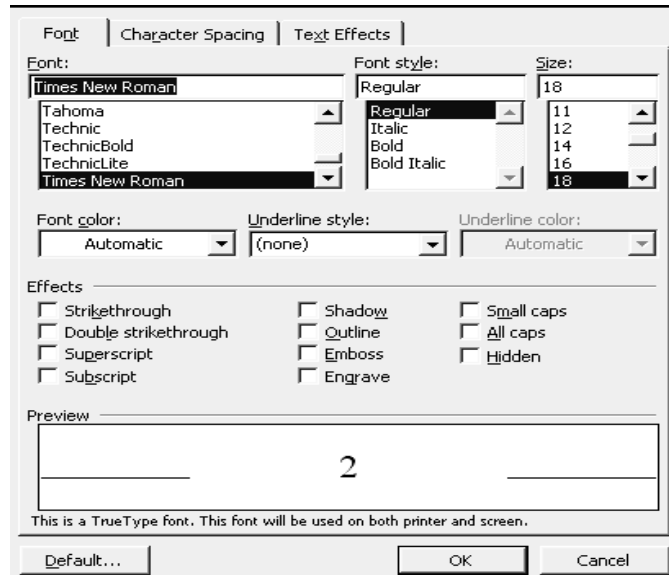 Font Character Spacing Text Effects
Font: Font style: Size:
Times New Roman Regular 18
Tahoma Regular 11
Technic Italic 12
TechnicBold Bold 14
TechnicLite Bold Italic 16
Times New Roman 18
Font color: Underline style: Underline color:
Automatic (none) Automatic
Effects
Strikethrough Shadow Small caps
Double strikethrough Outline All caps
Superscript Emboss Hidden
Subscript Engrave
Preview
2
This is a TrueType font. This font will be used on both printer and screen.
Default... OK Cancel